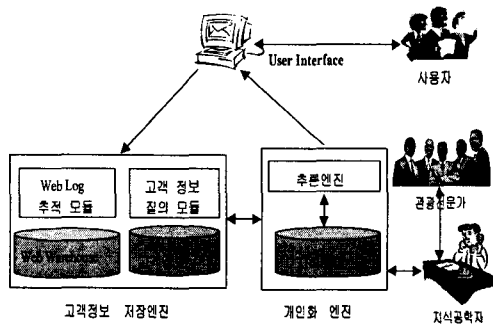 User Interface
사용자
Web Log
추적 모듈
고객 정보
질의 모듈
추론엔진
관광전문가
고객정보 저장엔진
개인화 엔진
지식공학자